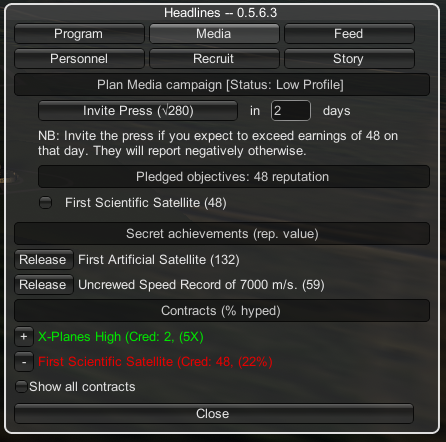 Headlines -- 0.5.6.3
Program Media Feed
Personnel Recruit Story
Plan Media campaign [Status: Low Profile]
Invite Press (√280) in 2 days
NB: Invite the press if you expect to exceed earnings of 48 on
that day. They will report negatively otherwise.
Pledged objectives: 48 reputation
First Scientific Satellite (48)
Secret achievements (rep. value)
Release First Artificial Satellite (132)
Release Uncrewed Speed Record of 7000 m/s. (59)
Contracts (% hyped)
+ X-Planes High (Cred: 2, (5X)
- First Scientific Satellite (Cred: 48, (22%)
Show all contracts
Close